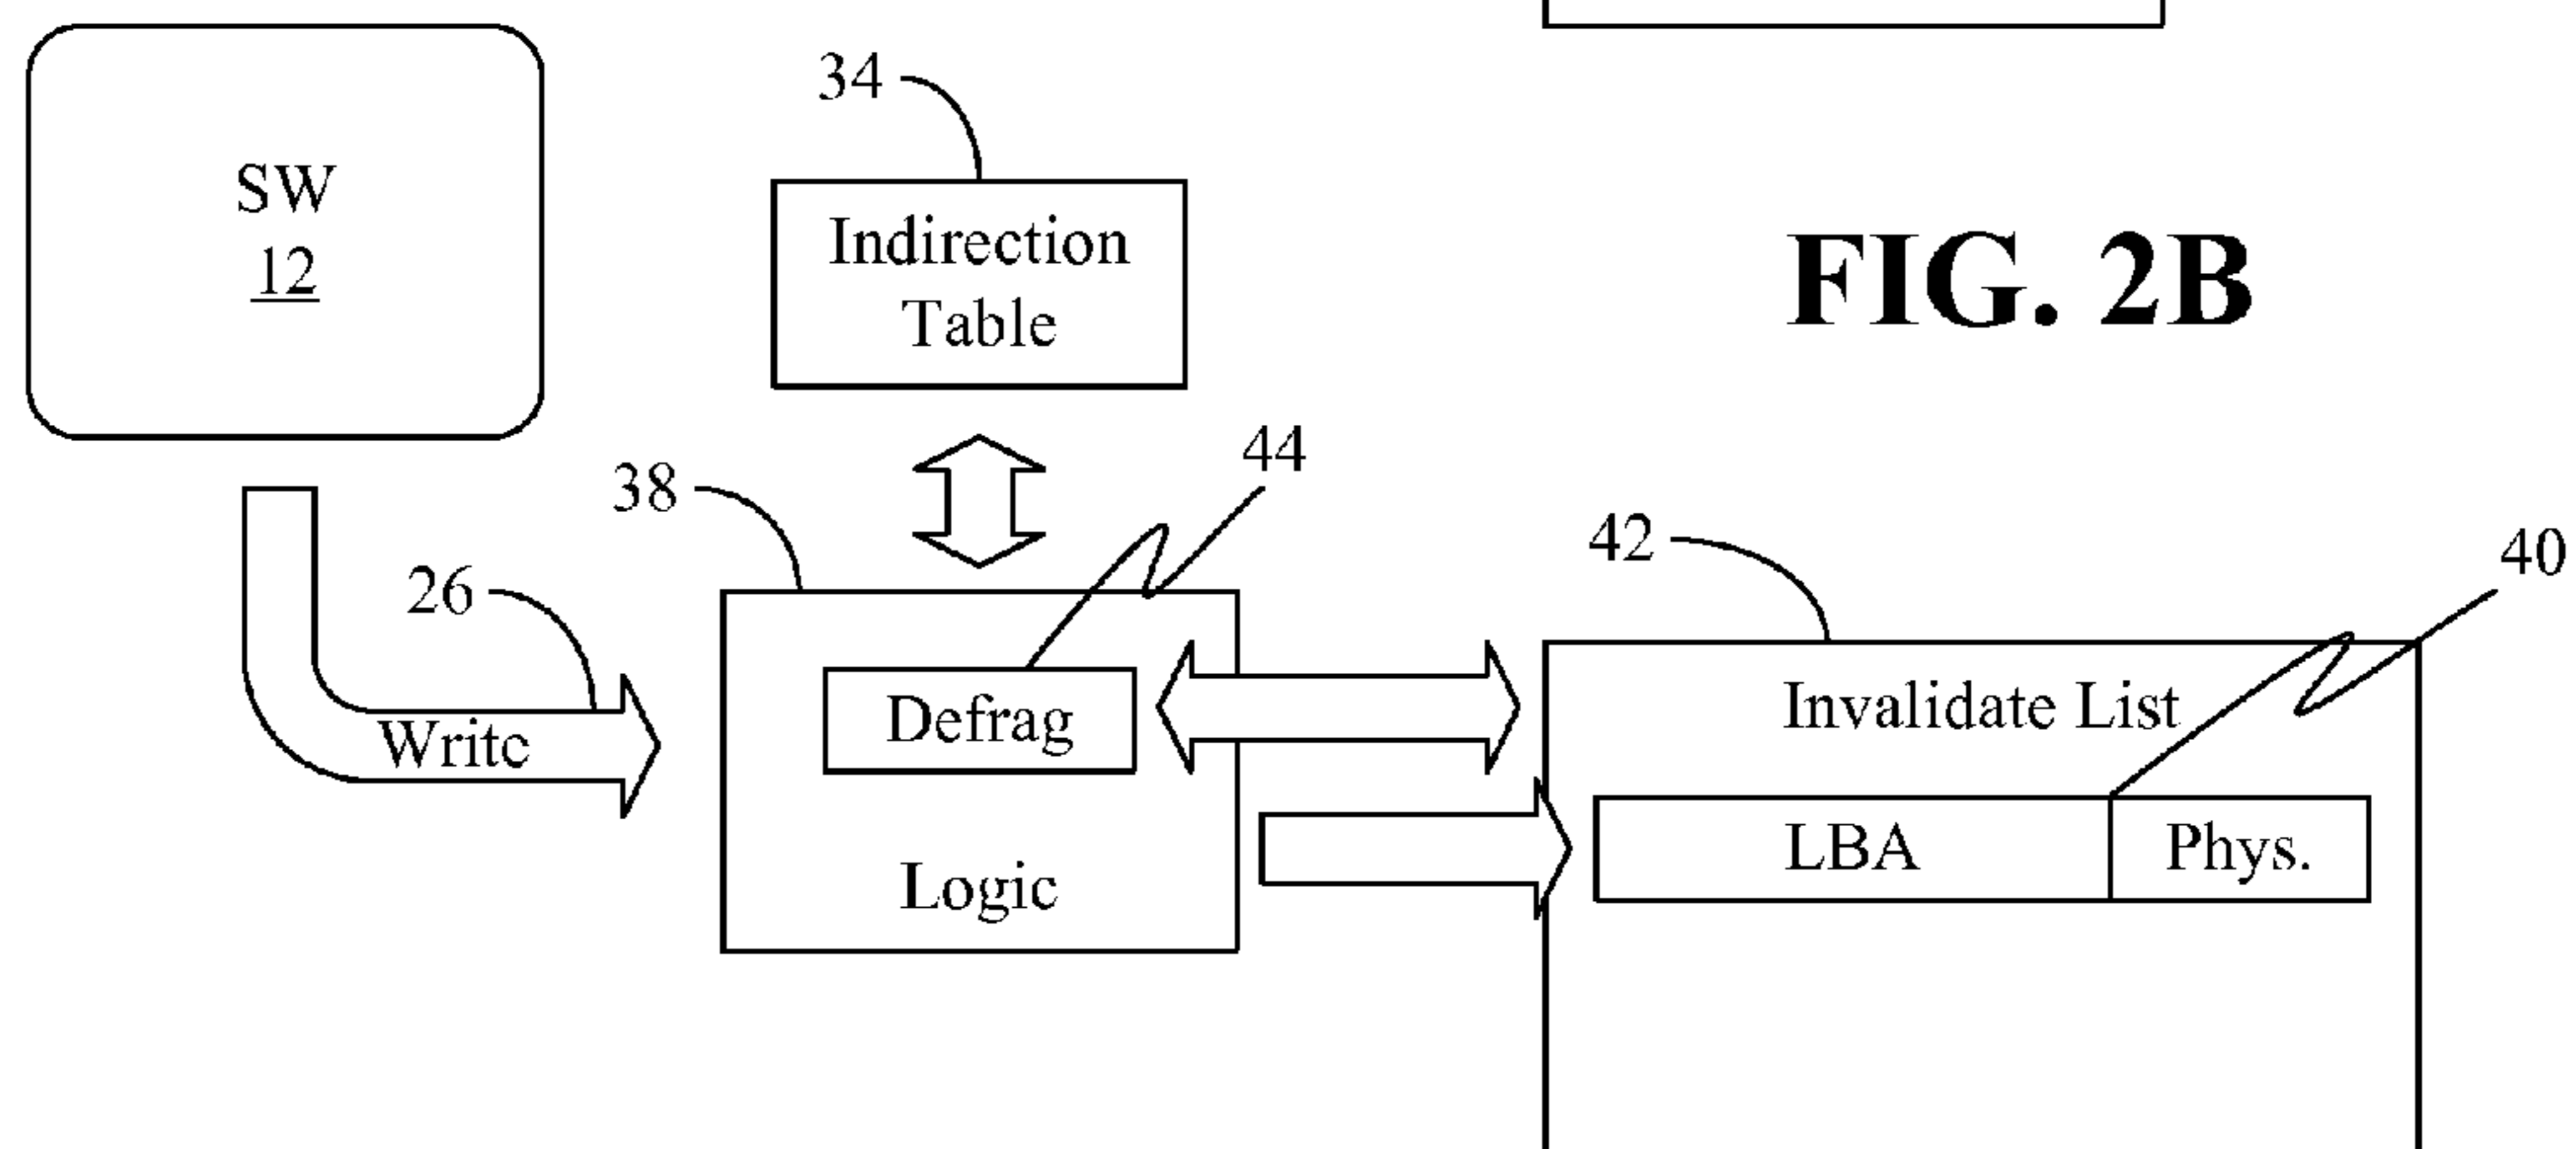 SW
12
34
Indirection
Table
FIG. 2B
38
44
26
Write
Defrag
Logic
42
40
Invalidate List
LBA Phys.